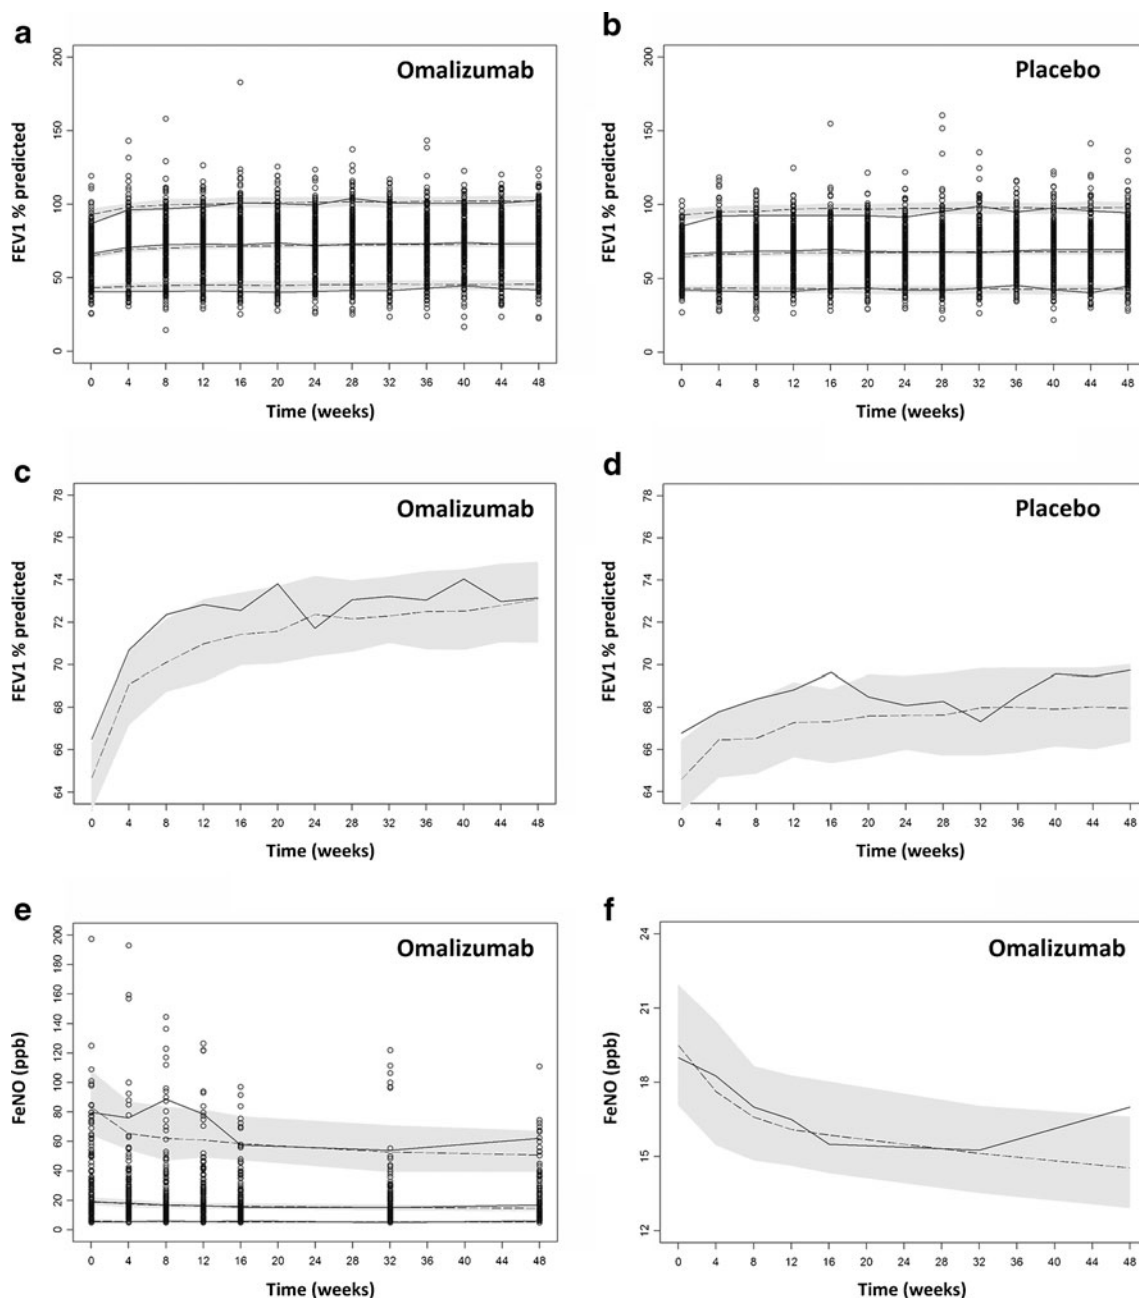 a
b
Omalizumab
Placebo
FEV1 % predicted
0 50 100 150 200
0 4 8 12 16 20 24 28 32 36 40 44 48
Time (weeks)
FEV1 % predicted
0 50 100 150 200
0 4 8 12 16 20 24 28 32 36 40 44 48
Time (weeks)
c
d
Omalizumab
Placebo
FEV1 % predicted
64 66 68 70 72 74 76 78
0 4 8 12 16 20 24 28 32 36 40 44 48
Time (weeks)
FEV1 % predicted
64 66 68 70 72 74 76 78
0 4 8 12 16 20 24 28 32 36 40 44 48
Time (weeks)
e
f
Omalizumab
Omalizumab
FeNO (ppb)
0 20 40 60 80 100 120 140 160 180 200
0 4 8 12 16 20 24 28 32 36 40 44 48
Time (weeks)
FeNO (ppb)
12 15 18 21 24
0 4 8 12 16 20 24 28 32 36 40 44 48
Time (weeks)